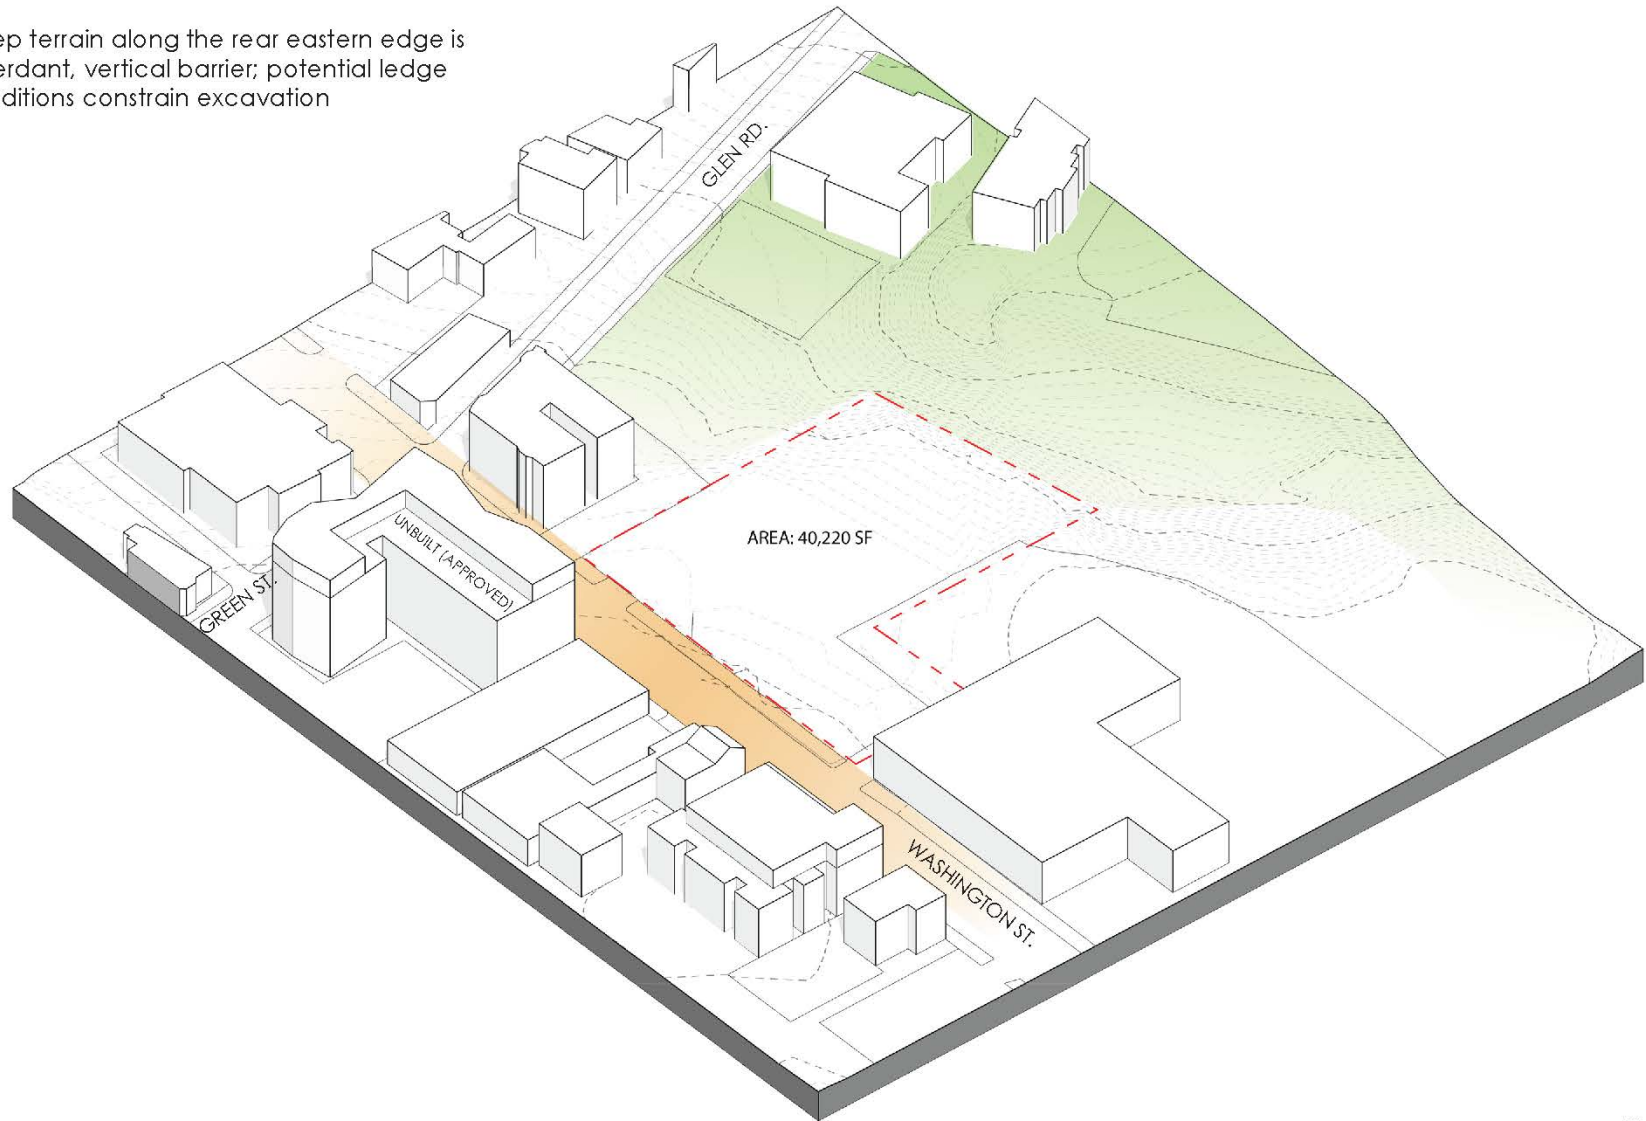 ep terrain along the rear eastern edge is
erdant, vertical barrier; potential ledge
ditions constrain excavation
GLEN RD.
UNBUILT (APPROVED)
AREA: 40,220 SF
GREEN ST.
WASHINGTON ST.